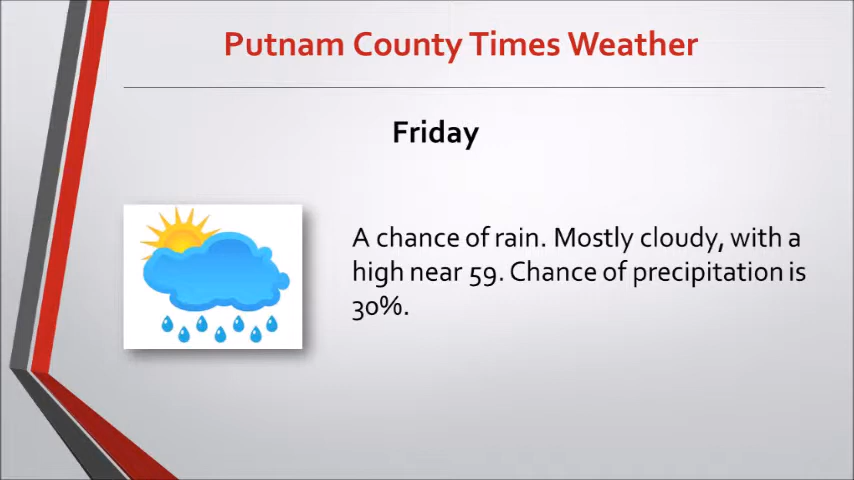 Putnam County Times Weather
Friday
A chance of rain. Mostly cloudy, with a
high near 59. Chance of precipitation is
30%.